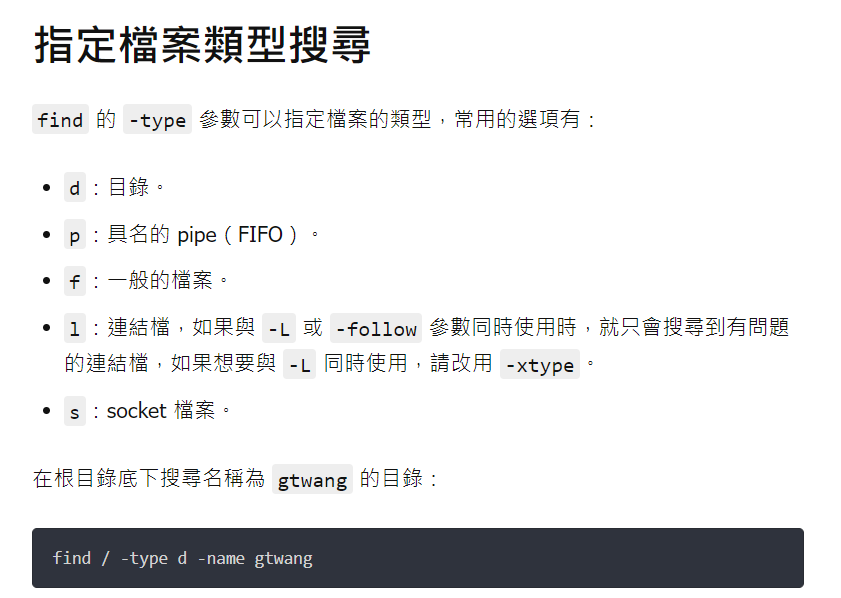 指定檔案類型搜尋
find 的 -type 參數可以指定檔案的類型，常用的選項有：
d：目錄。
p：具名的 pipe（FIFO）。
f：一般的檔案。
l：連結檔，如果與 -L 或 -follow 參數同時使用時，就只會搜尋到有問題
的連結檔，如果想要與 -L 同時使用，請改用 -xtype。
s：socket 檔案。
在根目錄底下搜尋名稱為 gtwang 的目錄：
find / -type d -name gtwang